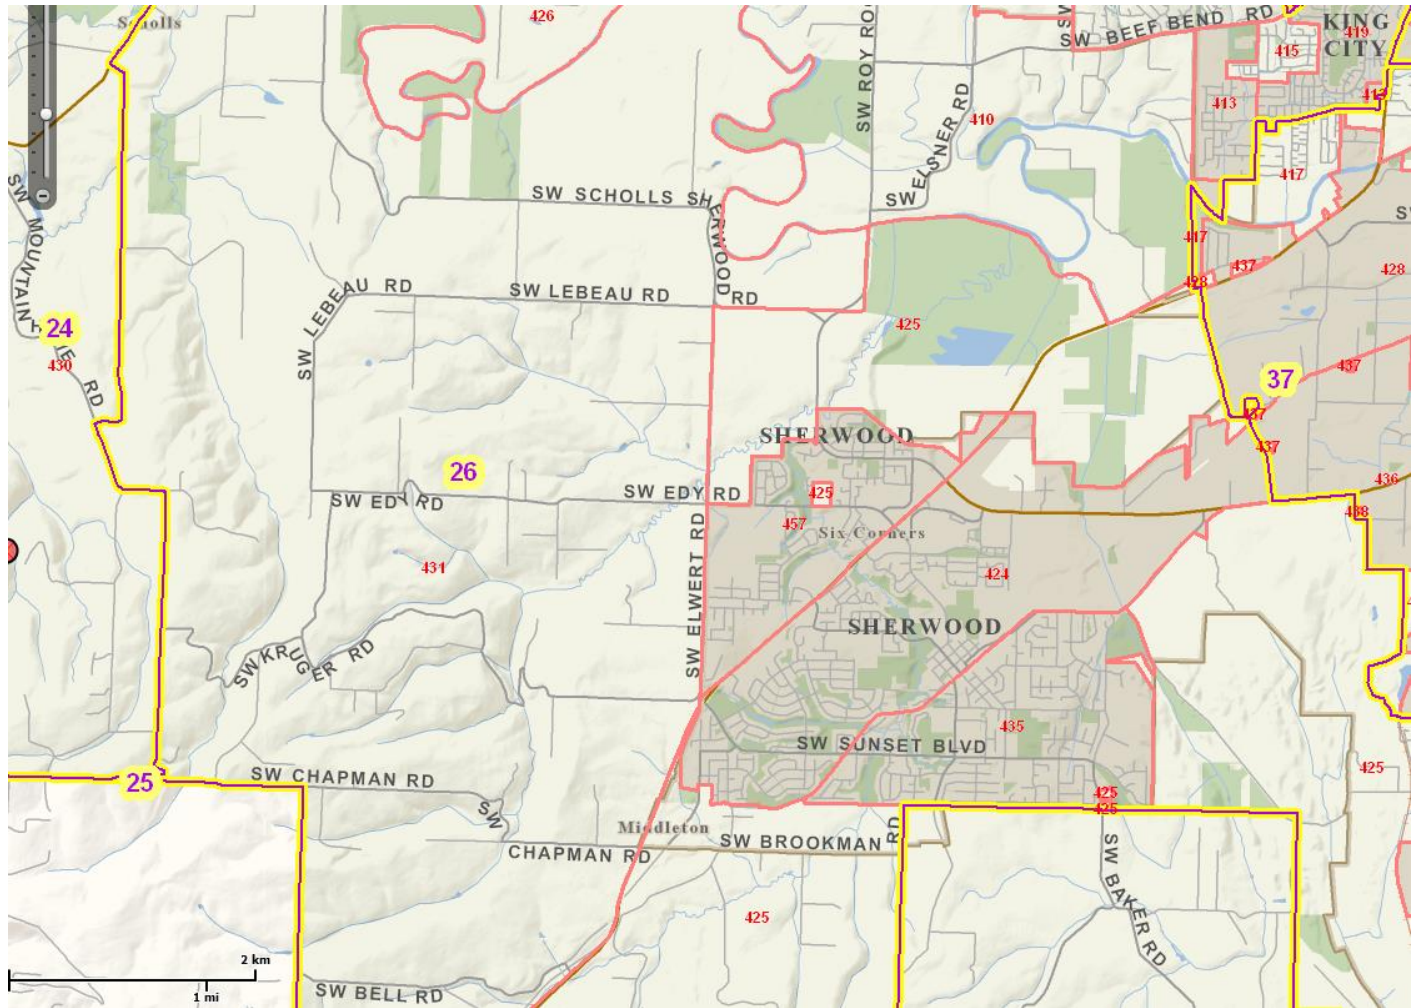 Scholls
426
SW BEEF BEND RD
KING
CITY
419
415
SW ROY RO
413
413
SW ELSNER RD
410
417
SW SCHOLLS SHERWOOD RD
SW MOUNTAIN HOME RD
417
437
428
428
SW LEBEAU RD
SW LEBEAU RD
24
430
425
437
37
437
SHERWOOD
437
26
436
SW EDY RD
SW EDY RD
425
438
457
Six Corners
431
424
SW ELWERT RD
SHERWOOD
SW KRUGER RD
435
SW SUNSET BLVD
25
SW CHAPMAN RD
425
425
425
SW
CHAPMAN RD
Middleton
SW BROOKMAN RD
SW BAKER RD
425
2 km
1 mi
SW BELL RD